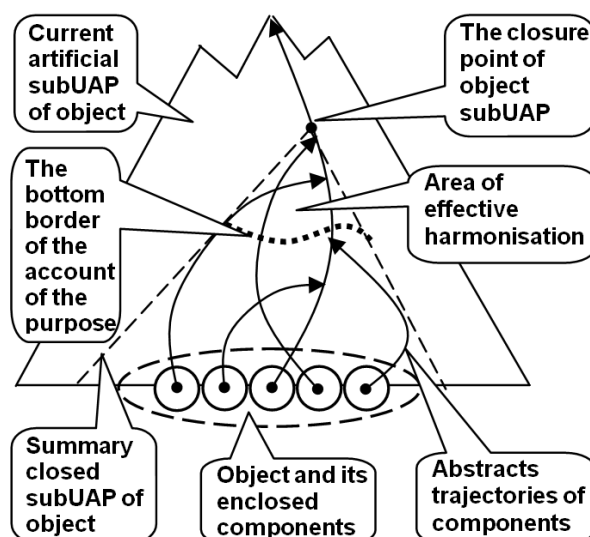 Current
artificial
subUAP
of object
The closure
point of
object
subUAP
The
bottom
border
of the
account
of the
purpose
Area of
effective
harmonisation
Summary
closed
subUAP of
object
Object and its
enclosed
components
Abstracts
trajectories of
components